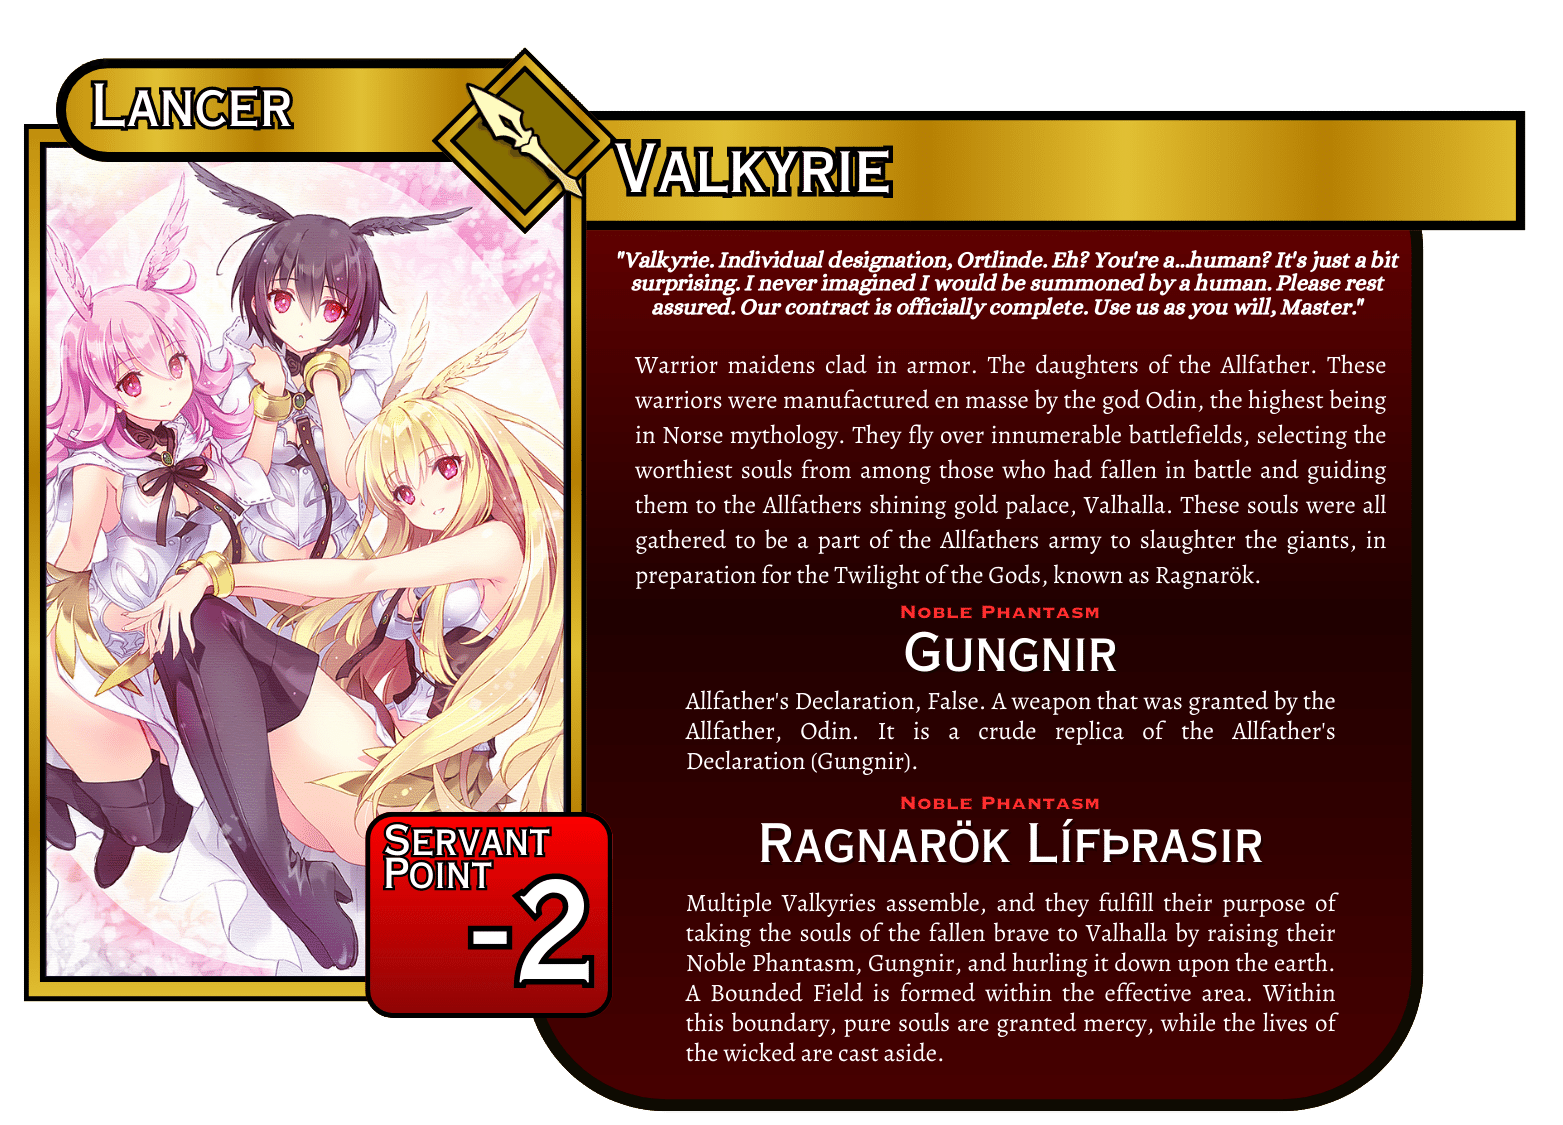 LANCER
VALKYRIE
"Valkyrie. Individual designation, Ortlinde. Eh? You're a...human? It's just a bit
surprising. I never imagined I would be summoned by a human. Please rest
assured. Our contract is officially complete. Use us as you will, Master."
Warrior maidens clad in armor. The daughters of the Allfather. These
warriors were manufactured en masse by the god Odin, the highest being
in Norse mythology. They fly over innumerable battlefields, selecting the
worthiest souls from among those who had fallen in battle and guiding
them to the Allfathers shining gold palace, Valhalla. These souls were all
gathered to be a part of the Allfathers army to slaughter the giants, in
preparation for the Twilight of the Gods, known as Ragnarök.
NOBLE PHANTASM
GUNGNIR
Allfather's Declaration, False. A weapon that was granted by the
Allfather, Odin. It is a crude replica of the Allfather's
Declaration (Gungnir).
NOBLE PHANTASM
RAGNARÖK LÍFÞRASIR
Multiple Valkyries assemble, and they fulfill their purpose of
taking the souls of the fallen brave to Valhalla by raising their
Noble Phantasm, Gungnir, and hurling it down upon the earth.
A Bounded Field is formed within the effective area. Within
this boundary, pure souls are granted mercy, while the lives of
the wicked are cast aside.
SERVANT
POINT
-2